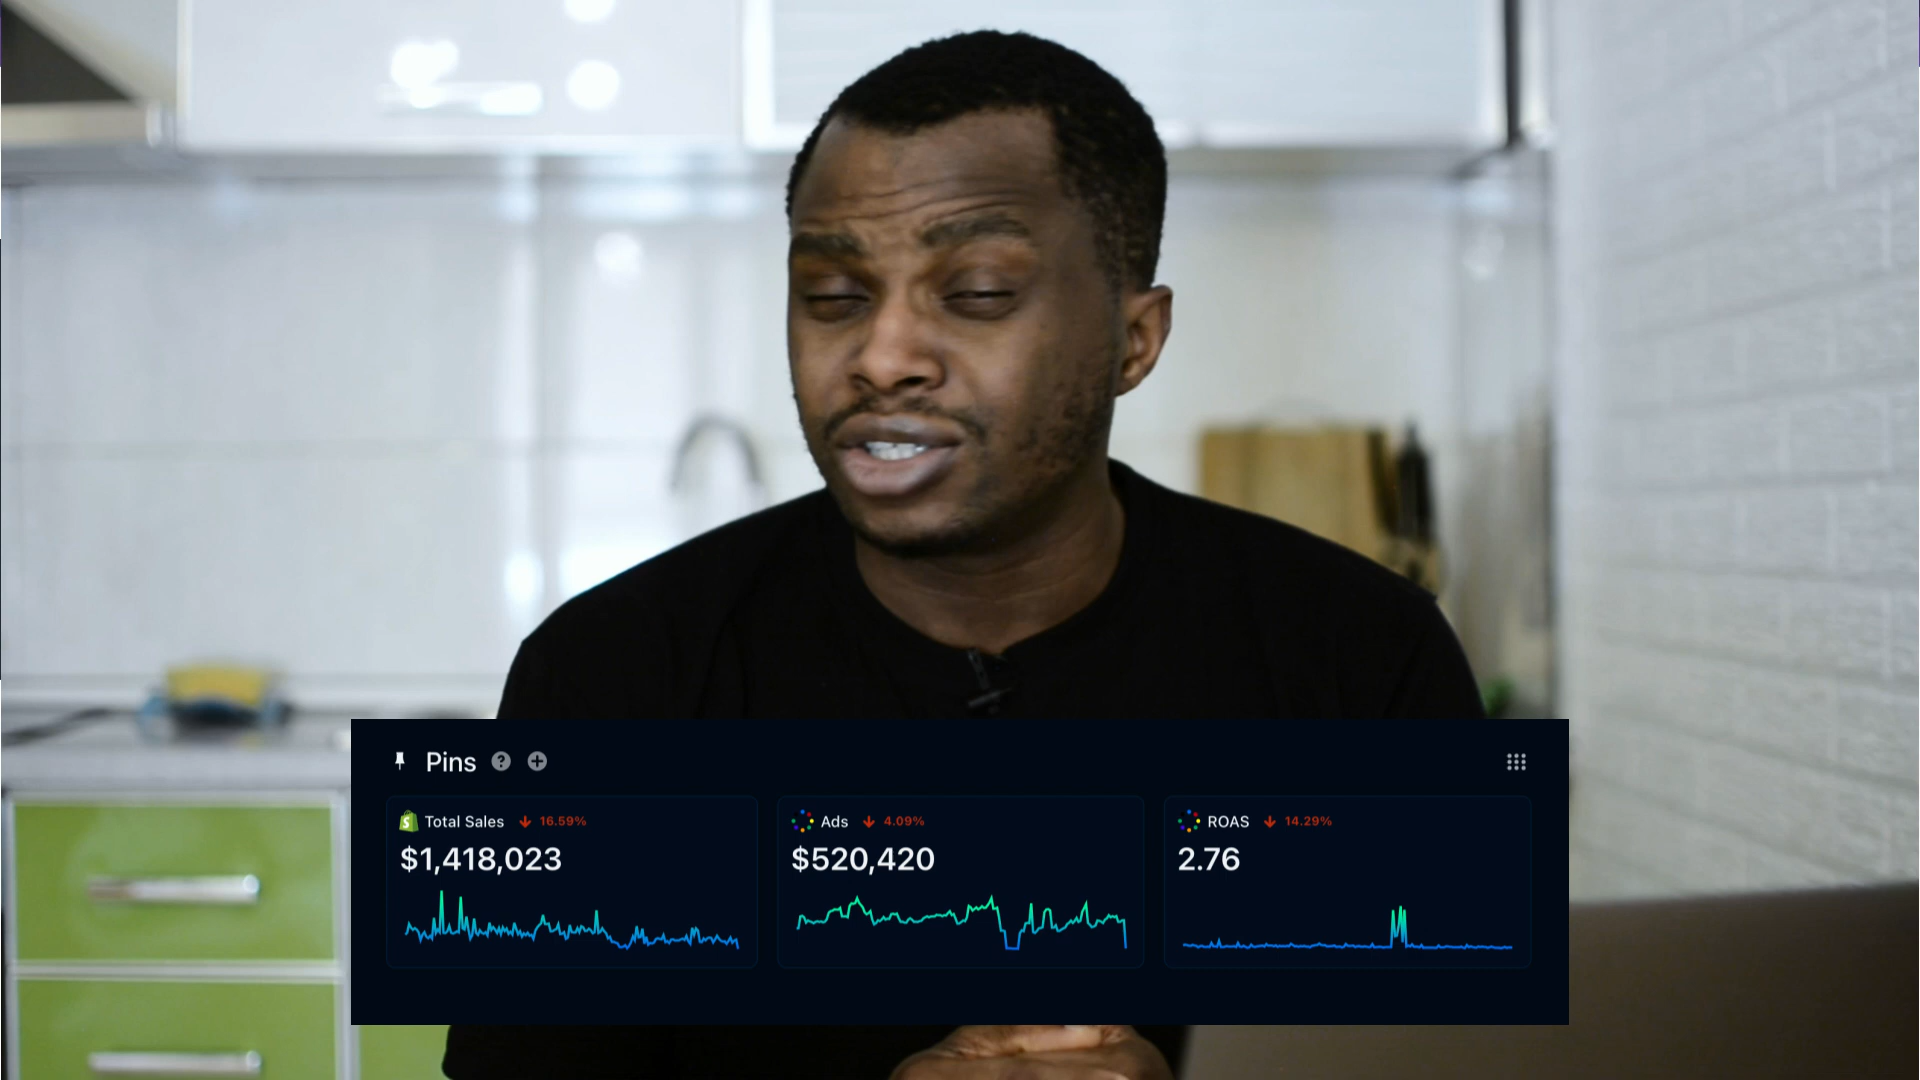 Pins
Total Sales 16.59%
$1,418,023
Ads 4.09%
$520,420
ROAS 14.29%
2.76